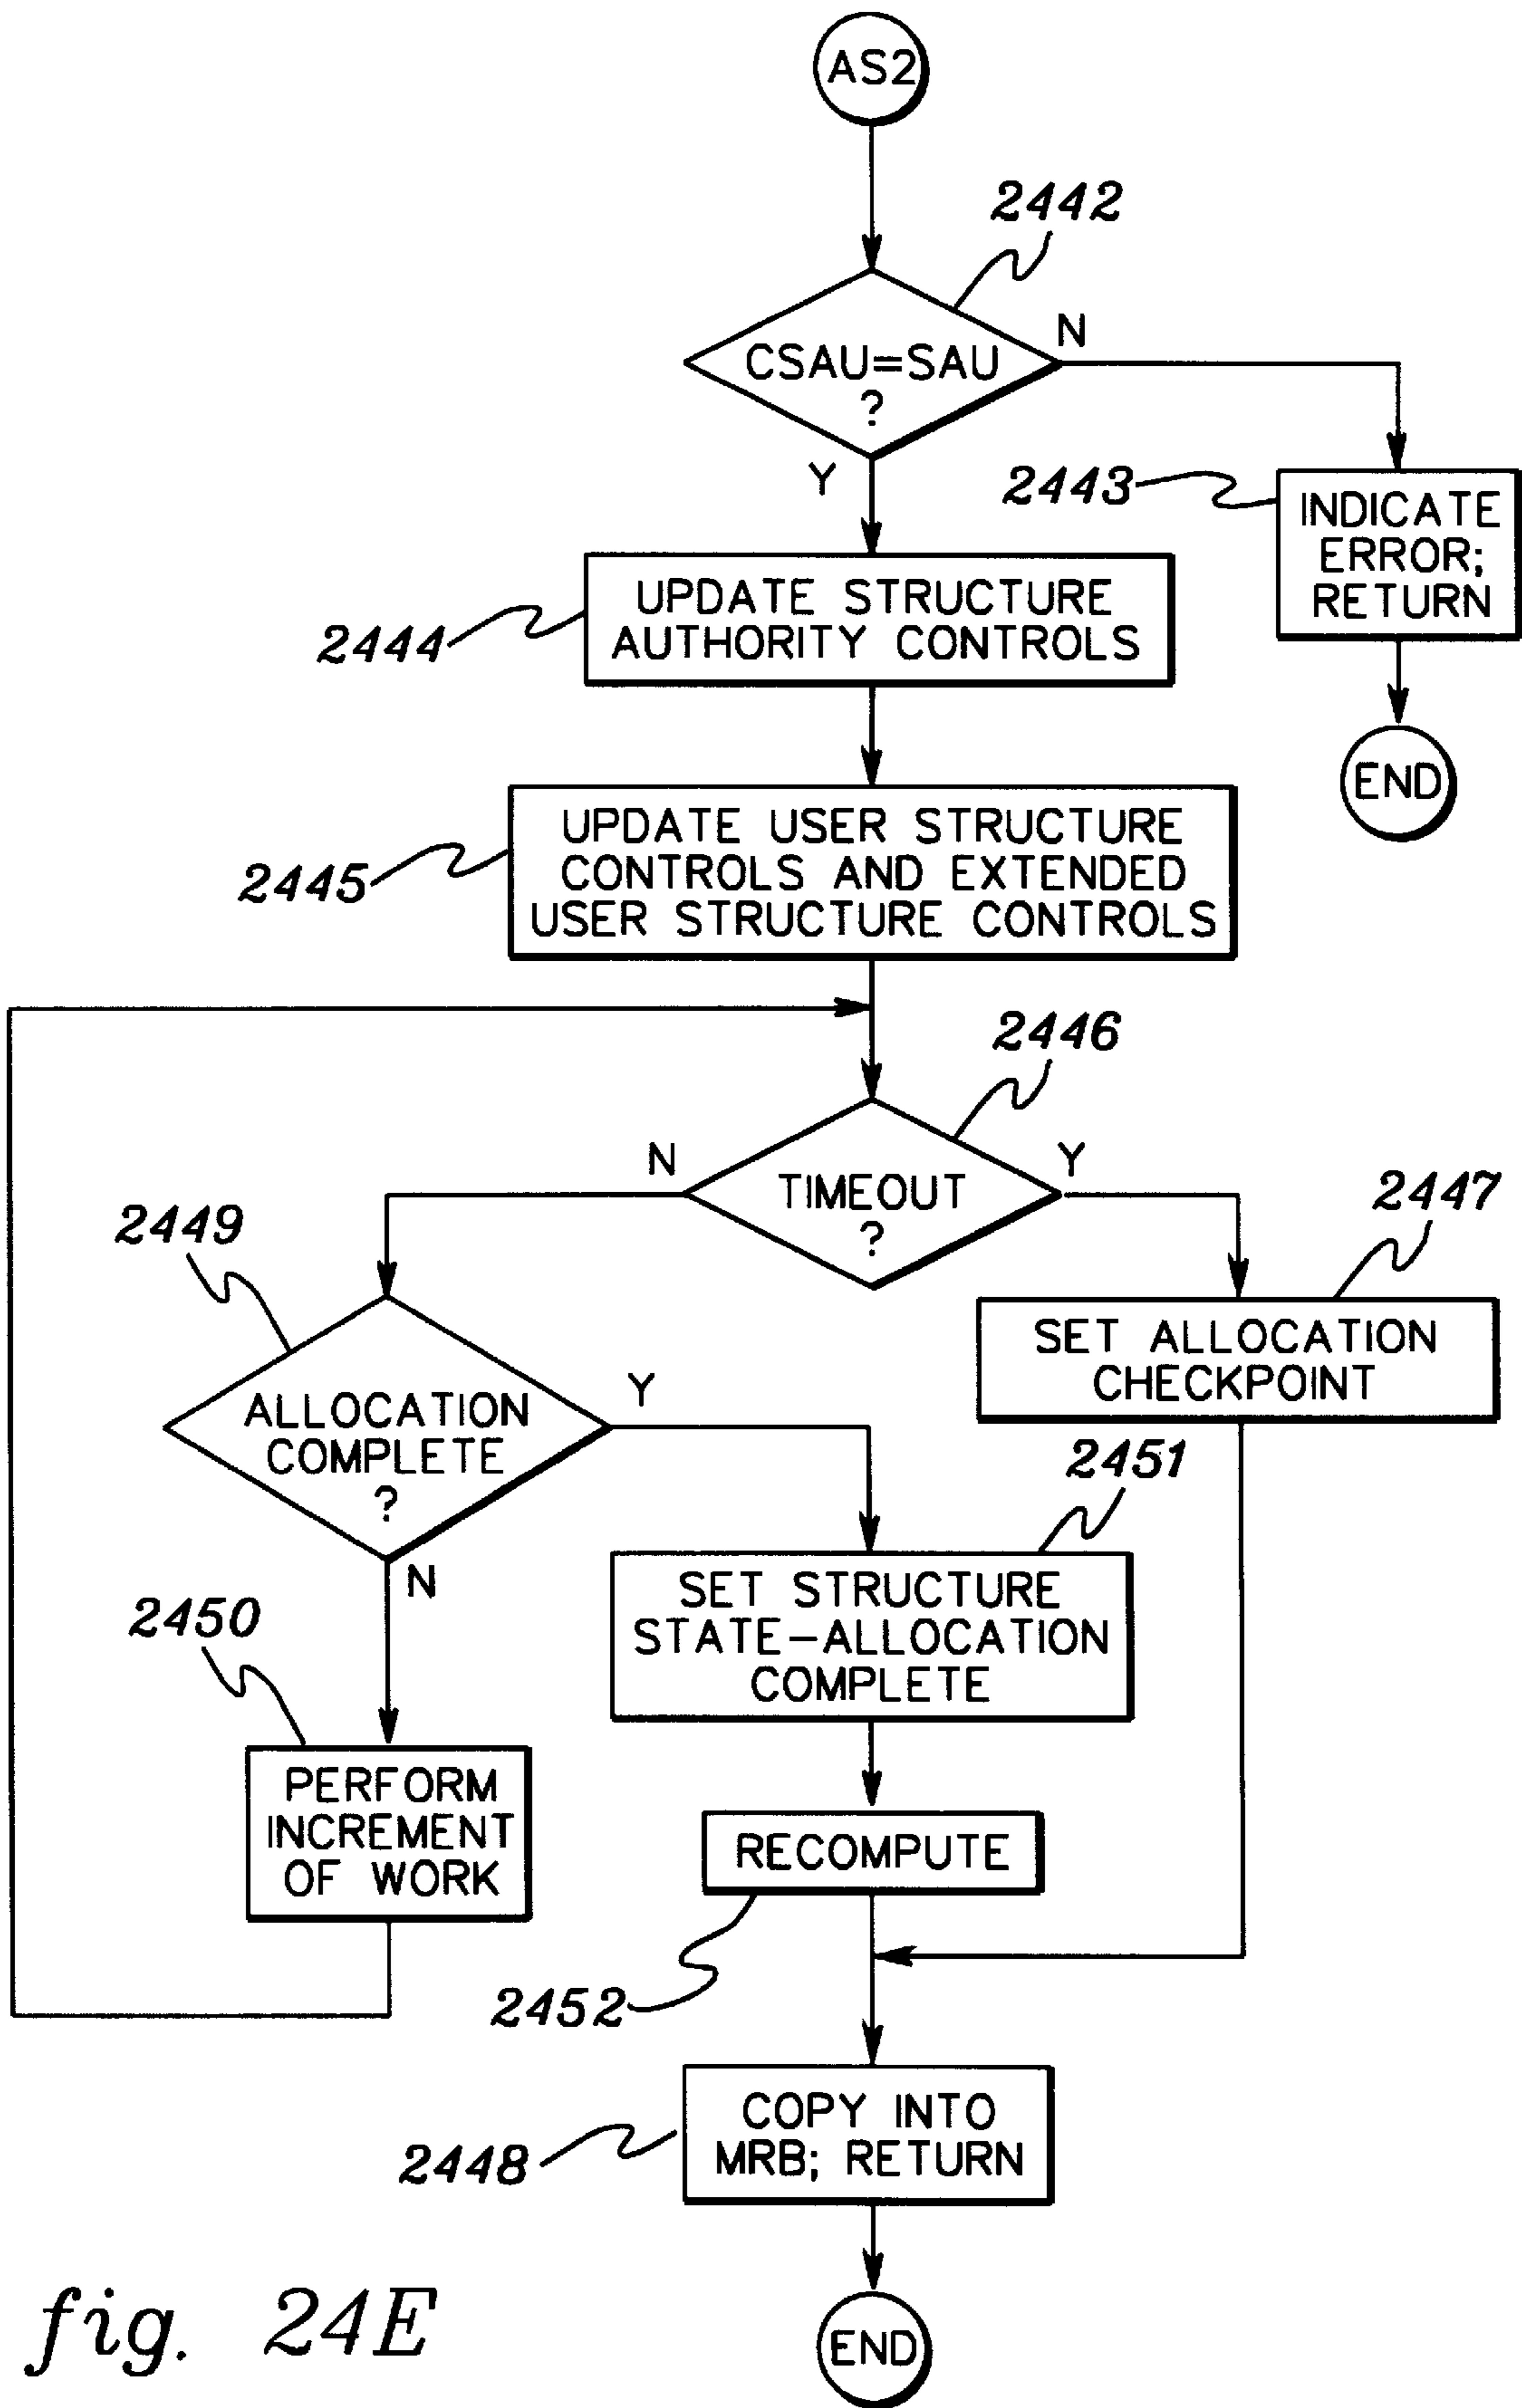 AS2
2442
CSAU=SAU
?
N
Y
2443
INDICATE
ERROR;
RETURN
END
2444
UPDATE STRUCTURE
AUTHORITY CONTROLS
2445
UPDATE USER STRUCTURE
CONTROLS AND EXTENDED
USER STRUCTURE CONTROLS
2446
TIMEOUT
?
N
Y
2447
SET ALLOCATION
CHECKPOINT
2449
ALLOCATION
COMPLETE
?
Y
N
2451
SET STRUCTURE
STATE-ALLOCATION
COMPLETE
2450
PERFORM
INCREMENT
OF WORK
RECOMPUTE
2452
2448
COPY INTO
MRB; RETURN
END
fig. 24E